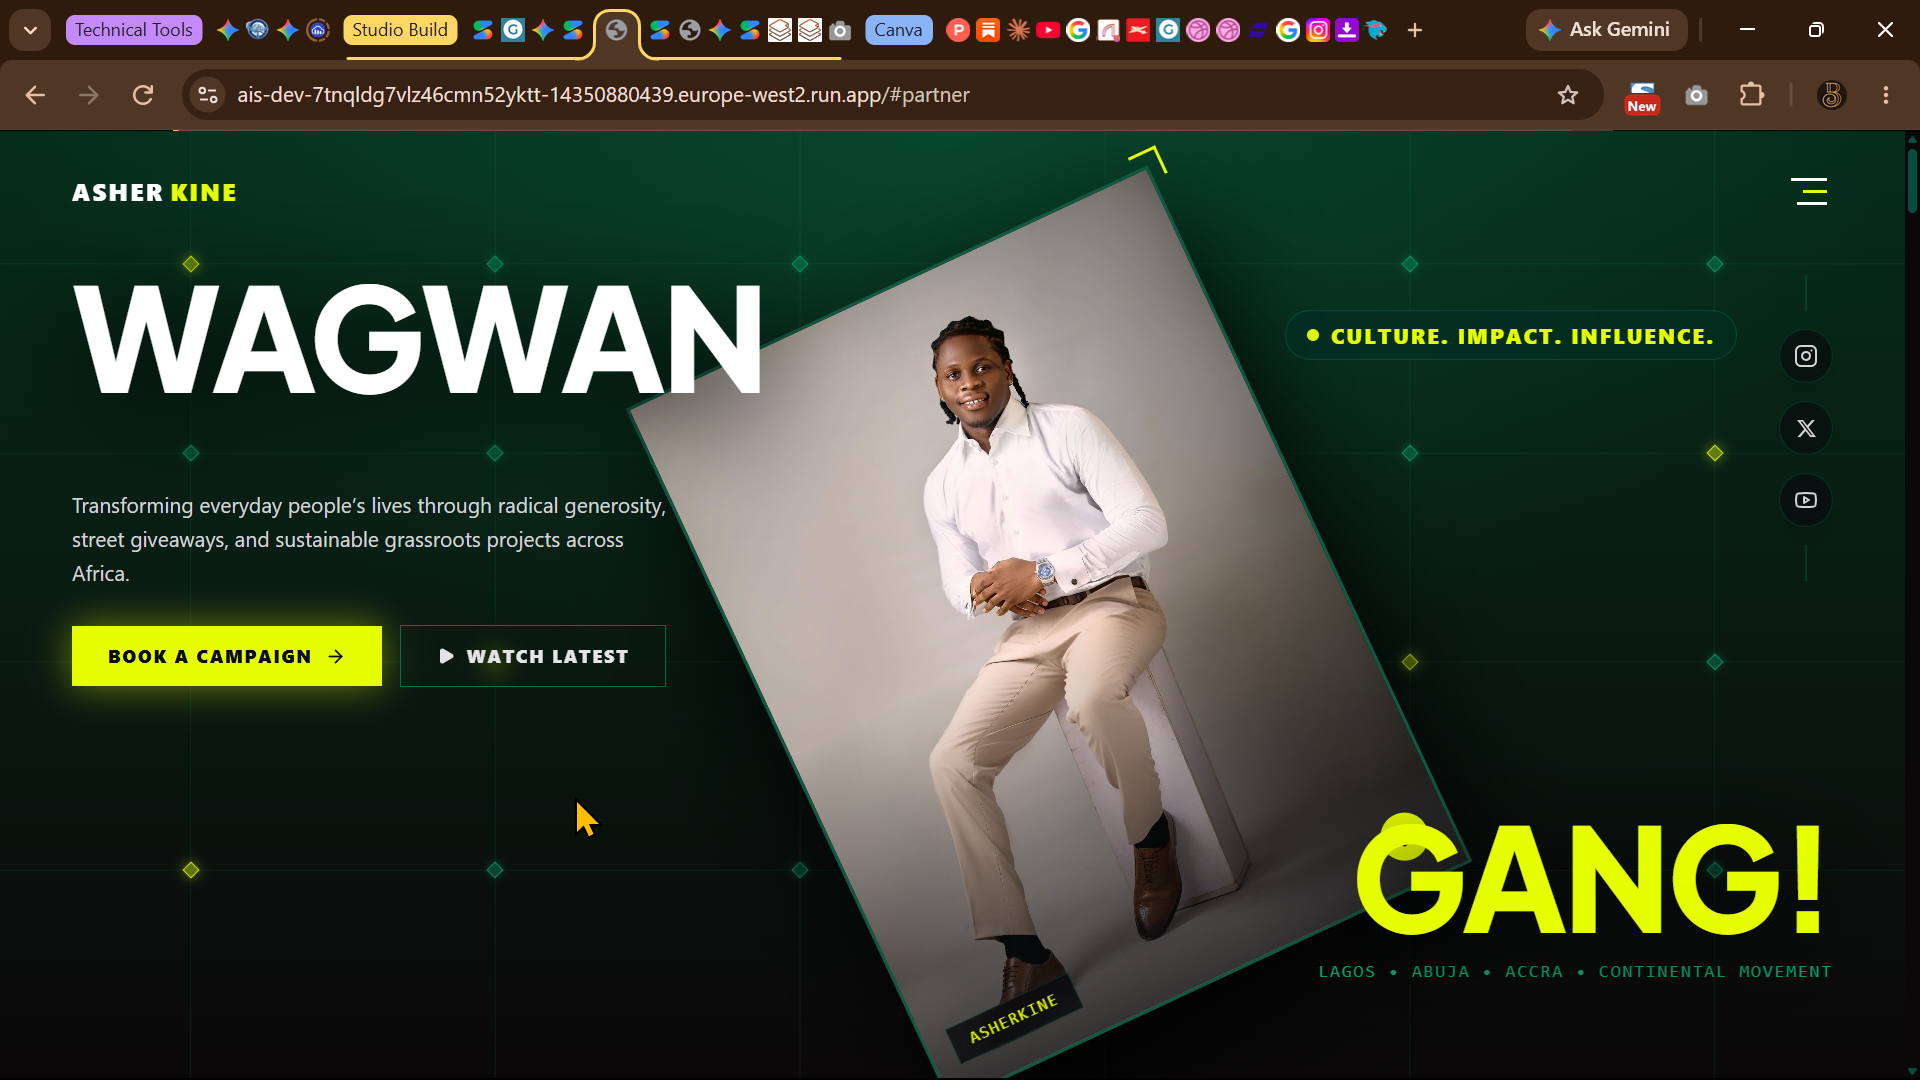 Technical Tools
Studio Build
Canva
Ask Gemini
ais-dev-7tnqldg7vlz46cmn52yktt-14350880439.europe-west2.run.app/#partner
New
ASHER KINE
WAGWAN
CULTURE. IMPACT. INFLUENCE.
Transforming everyday people’s lives through radical generosity,
street giveaways, and sustainable grassroots projects across
Africa.
BOOK A CAMPAIGN
WATCH LATEST
GANG!
LAGOS • ABUJA • ACCRA • CONTINENTAL MOVEMENT
ASHERKINE